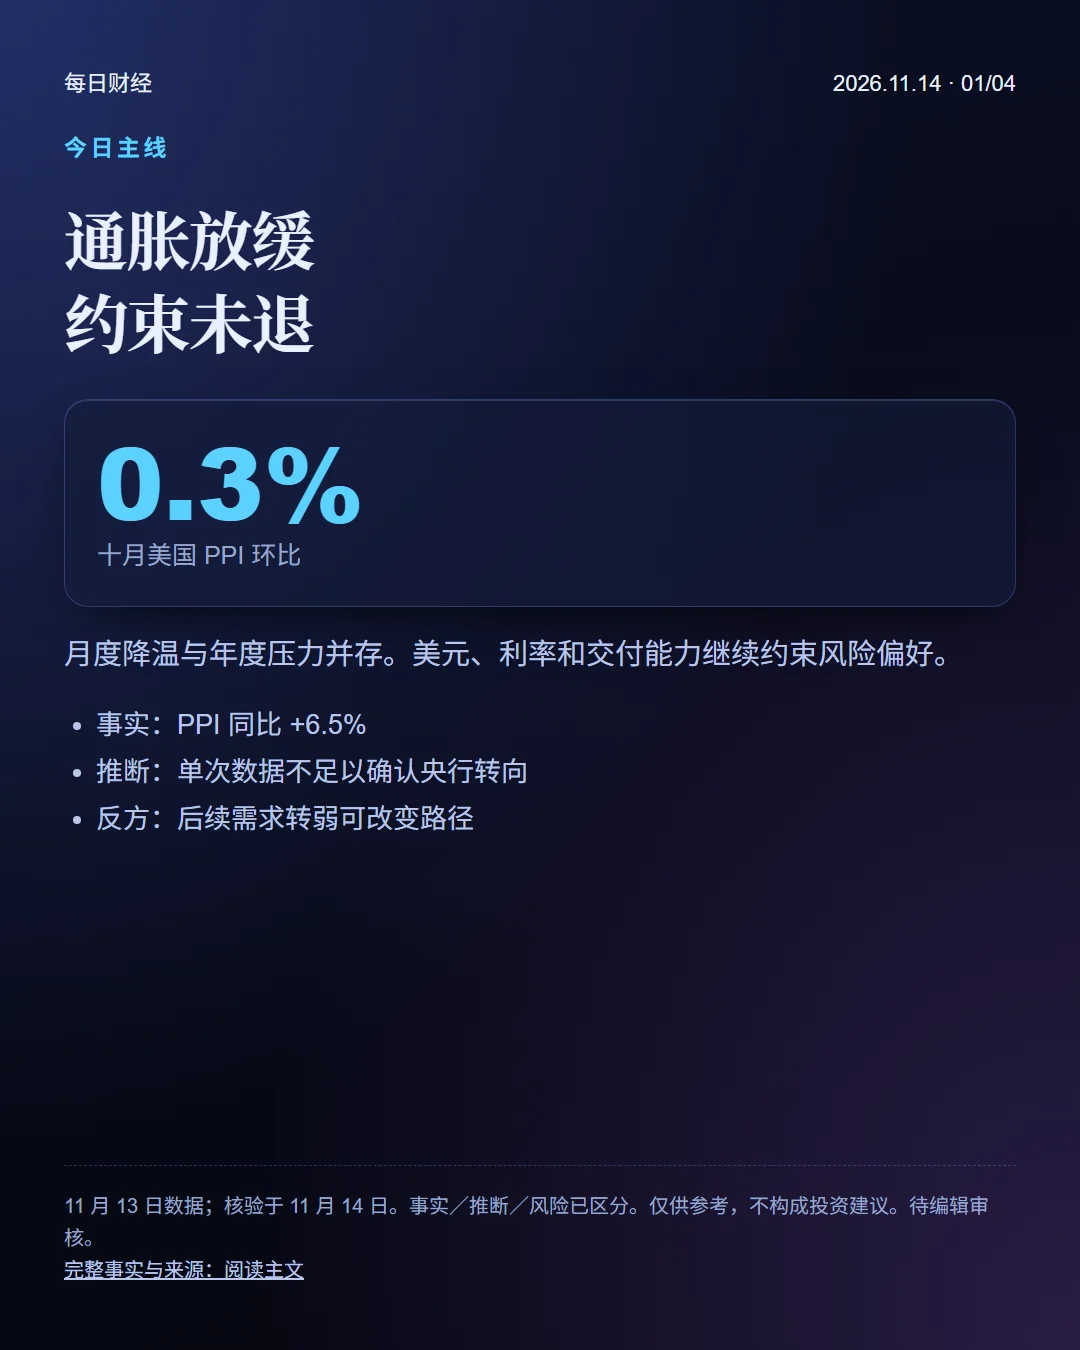 每日财经
2026.11.14 · 01/04
今日主线
通胀放缓
约束未退
0.3%
十月美国 PPI 环比
月度降温与年度压力并存。美元、利率和交付能力继续约束风险偏好。
• 事实：PPI 同比 +6.5%
• 推断：单次数据不足以确认央行转向
• 反方：后续需求转弱可改变路径
11 月 13 日数据；核验于 11 月 14 日。事实／推断／风险已区分。仅供参考，不构成投资建议。待编辑审
核。
完整事实与来源：阅读主文